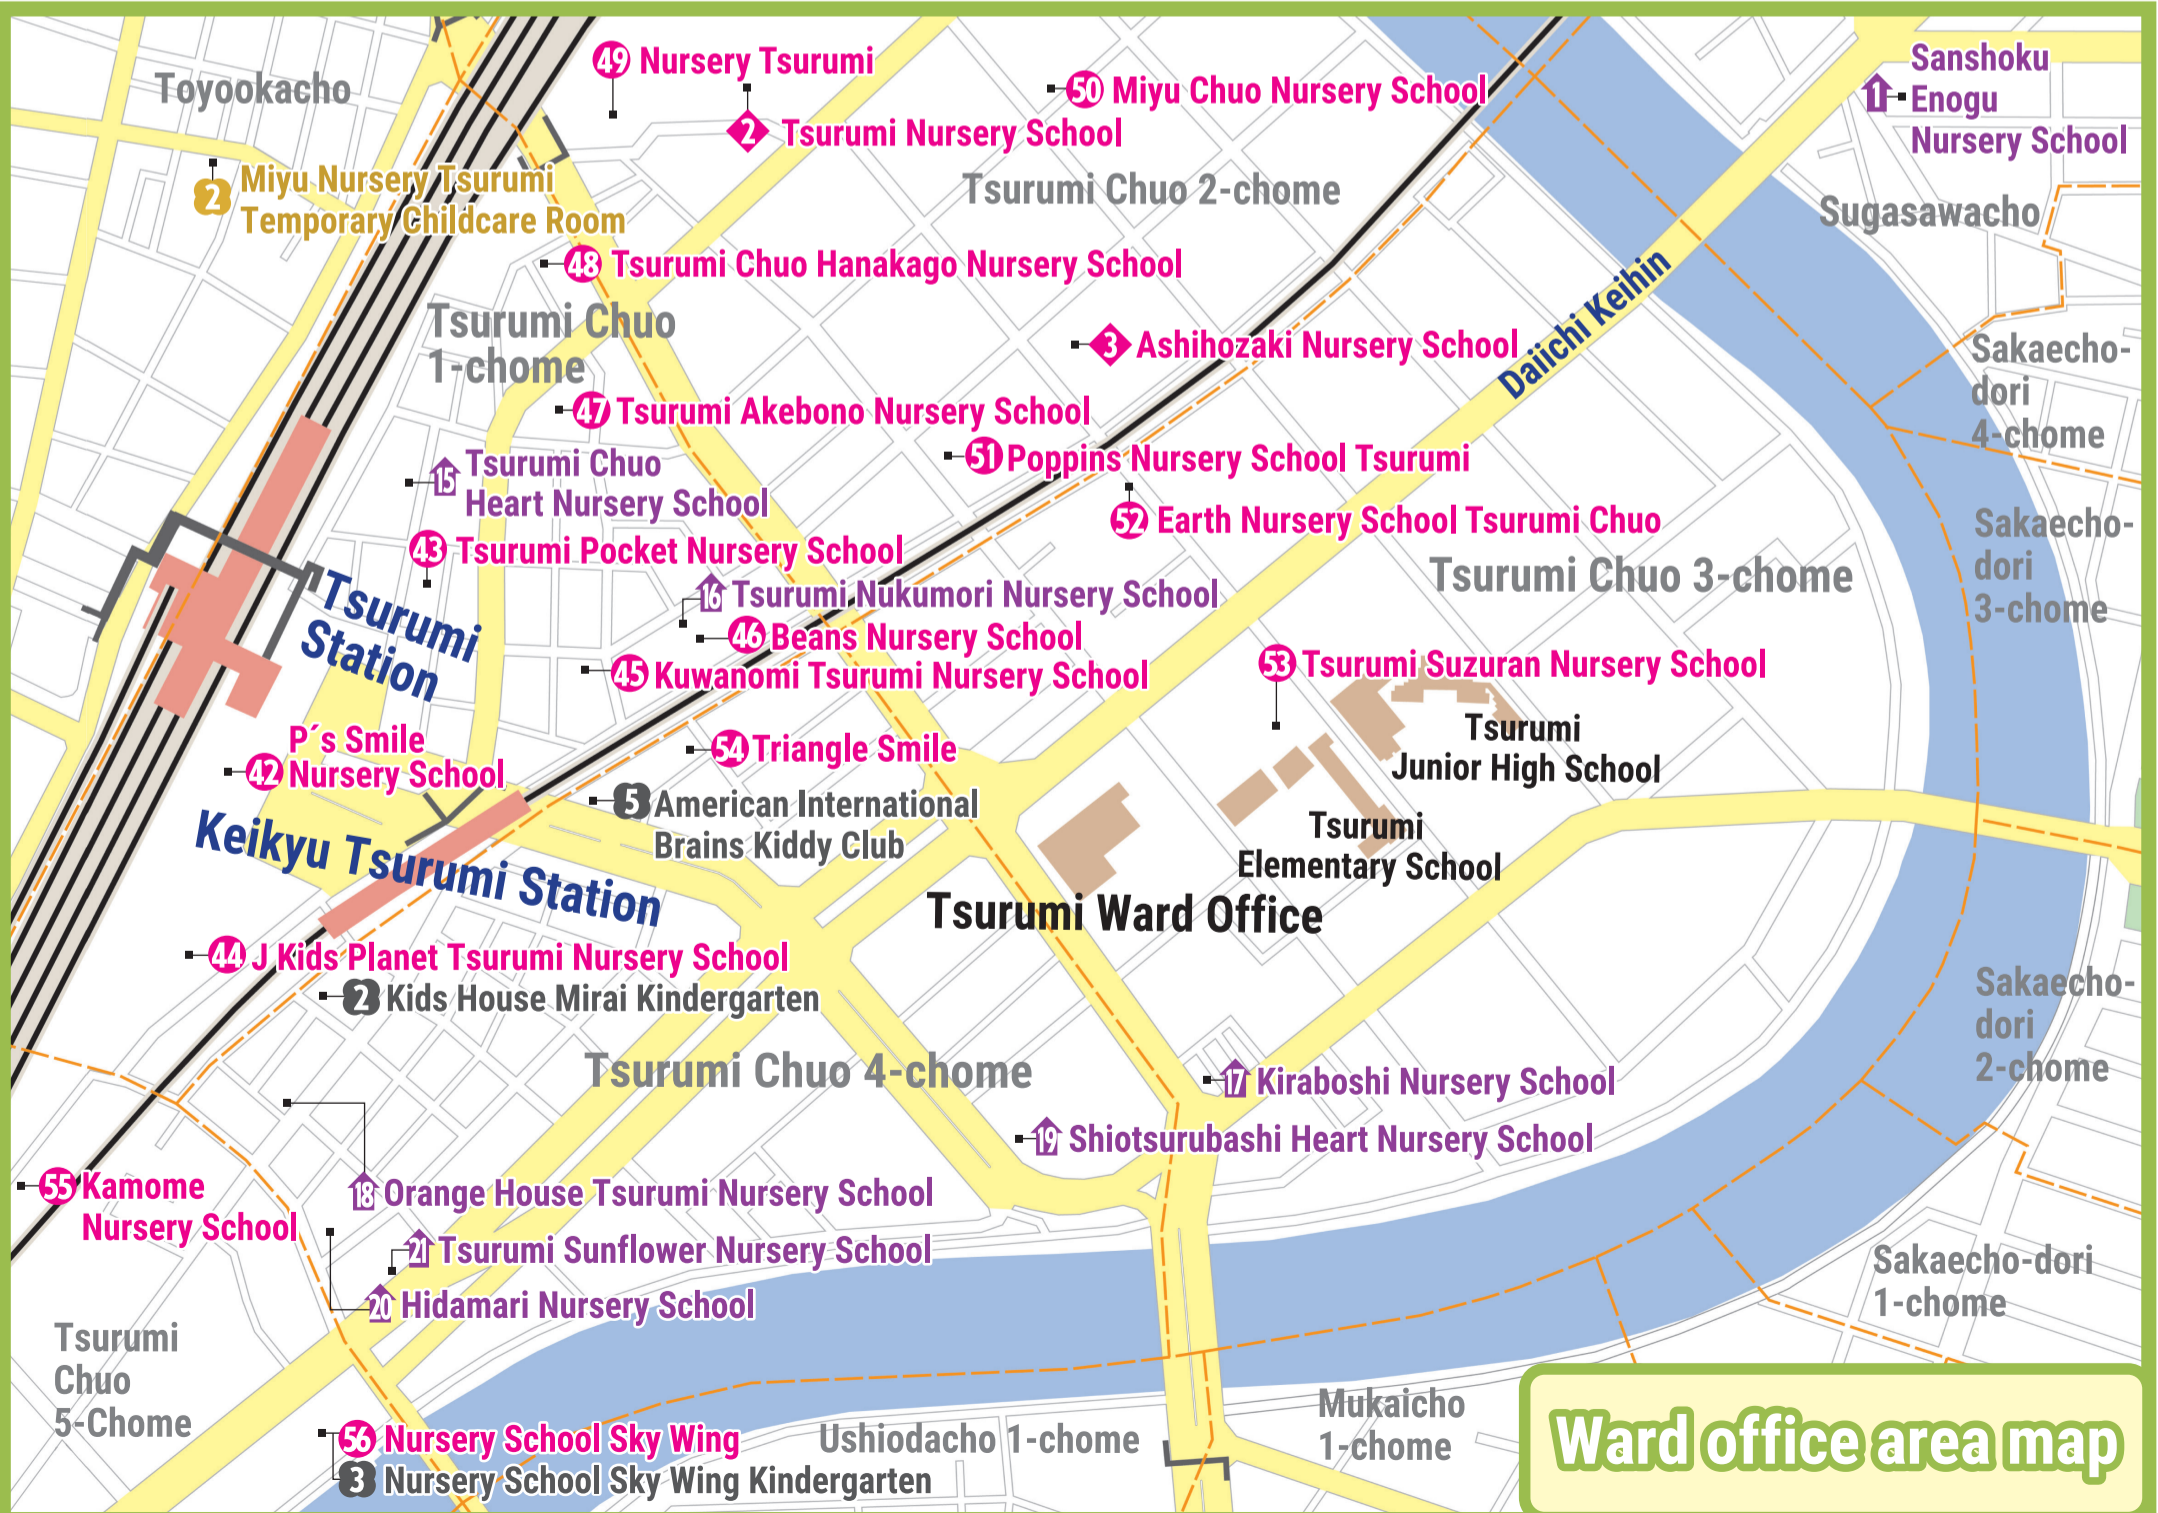 49 Nursery Tsurumi
Sanshoku
1 Enogu
Nursery School
Toyookacho
50 Miyu Chuo Nursery School
2 Tsurumi Nursery School
2 Miyu Nursery Tsurumi
Temporary Childcare Room
Tsurumi Chuo 2-chome
Sugasawacho
48 Tsurumi Chuo Hanakago Nursery School
Daiichi Keihin
Tsurumi Chuo
1-chome
3 Ashihozaki Nursery School
Sakaecho-
dori
4-chome
47 Tsurumi Akebono Nursery School
51 Poppins Nursery School Tsurumi
15 Tsurumi Chuo
Heart Nursery School
52 Earth Nursery School Tsurumi Chuo
Sakaecho-
dori
3-chome
43 Tsurumi Pocket Nursery School
Tsurumi Chuo 3-chome
16 Tsurumi Nukumori Nursery School
Tsurumi
Station
46 Beans Nursery School
45 Kuwanomi Tsurumi Nursery School
53 Tsurumi Suzuran Nursery School
Tsurumi
Junior High School
P´s Smile
42 Nursery School
54 Triangle Smile
5 American International
Brains Kiddy Club
Tsurumi
Elementary School
Keikyu Tsurumi Station
Tsurumi Ward Office
44 J Kids Planet Tsurumi Nursery School
2 Kids House Mirai Kindergarten
Sakaecho-
dori
2-chome
Tsurumi Chuo 4-chome
17 Kiraboshi Nursery School
19 Shiotsurubashi Heart Nursery School
55 Kamome
Nursery School
18 Orange House Tsurumi Nursery School
21 Tsurumi Sunflower Nursery School
20 Hidamari Nursery School
Sakaecho-dori
1-chome
Tsurumi
Chuo
5-Chome
56 Nursery School Sky Wing
3 Nursery School Sky Wing Kindergarten
Ushiodacho 1-chome
Mukaicho
1-chome
Ward office area map